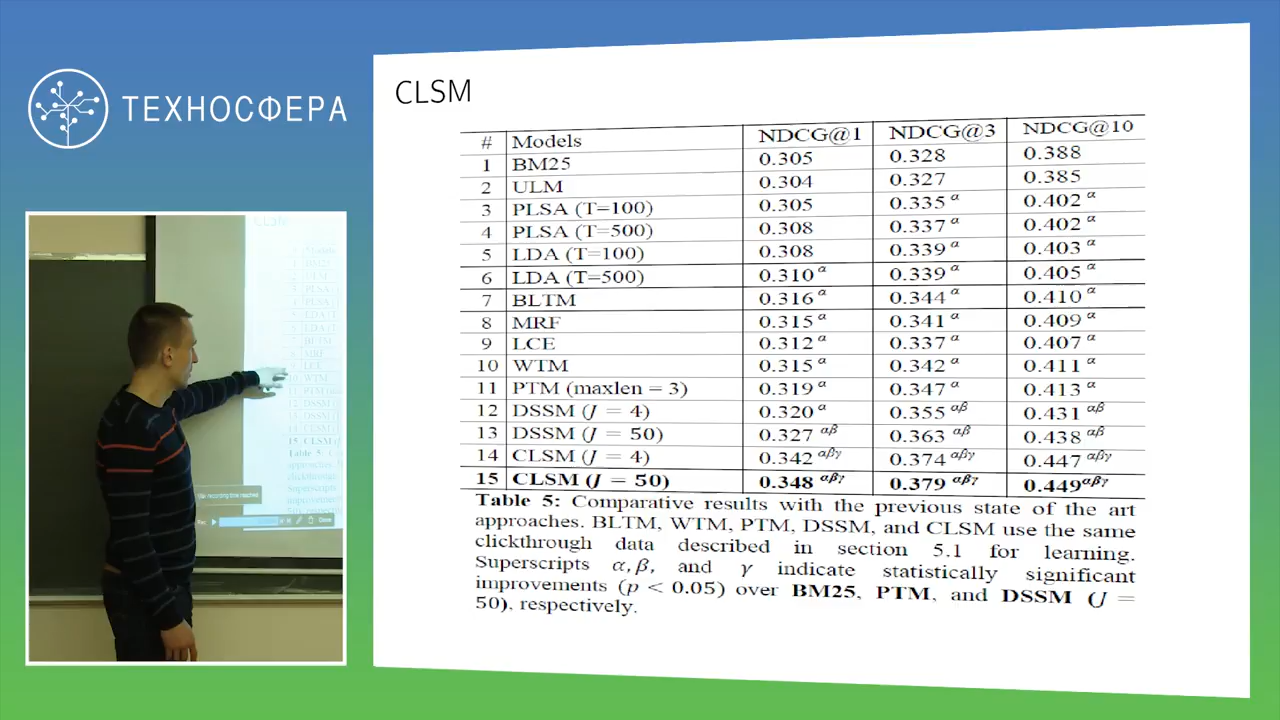 ТЕХНОСФЕРА
CLSM
# Models NDCG@1 NDCG@3 NDCG@10
1 BM25 0.305 0.328 0.388
2 ULM 0.304 0.327 0.385
3 PLSA (T=100) 0.305 0.335 α 0.402 α
4 PLSA (T=500) 0.308 0.337 α 0.402 α
5 LDA (T=100) 0.308 0.339 α 0.403 α
6 LDA (T=500) 0.310 α 0.339 α 0.405 α
7 BLTM 0.316 α 0.344 α 0.410 α
8 MRF 0.315 α 0.341 α 0.409 α
9 LCE 0.312 α 0.337 α 0.407 α
10 WTM 0.315 α 0.342 α 0.411 α
11 PTM (maxlen = 3) 0.319 α 0.347 α 0.413 α
12 DSSM (J = 4) 0.320 α 0.355 αβ 0.431 αβ
13 DSSM (J = 50) 0.327 αβ 0.363 αβ 0.438 αβ
14 CLSM (J = 4) 0.342 αβγ 0.374 αβγ 0.447 αβγ
15 CLSM (J = 50) 0.348 αβγ 0.379 αβγ 0.449αβγ
Table 5: Comparative results with the previous state of the art
approaches. BLTM, WTM, PTM, DSSM, and CLSM use the same
clickthrough data described in section 5.1 for learning.
Superscripts α, β, and γ indicate statistically significant
improvements (p < 0.05) over BM25, PTM, and DSSM (J =
50), respectively.